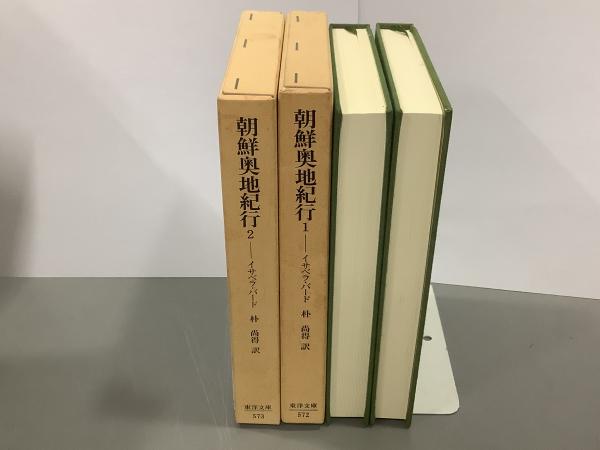 朝鮮奥地紀行 2 ── イサベラ・バード 朴 尚得 訳
東洋文庫
573
朝鮮奥地紀行 1 ── イサベラ・バード 朴 尚得 訳
東洋文庫
572